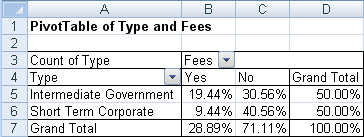 A B C D
1 PivotTable of Type and Fees
2
3 Count of Type Fees
4 Type Yes No Grand Total
5 Intermediate Government 19.44% 30.56% 50.00%
6 Short Term Corporate 9.44% 40.56% 50.00%
7 Grand Total 28.89% 71.11% 100.00%